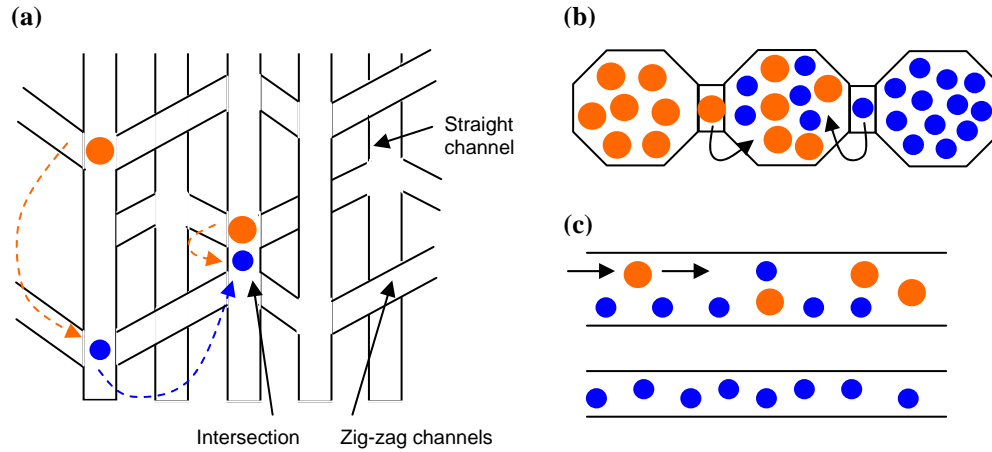 (a)
Straight
channel
Intersection
Zig-zag channels
(b)
(c)